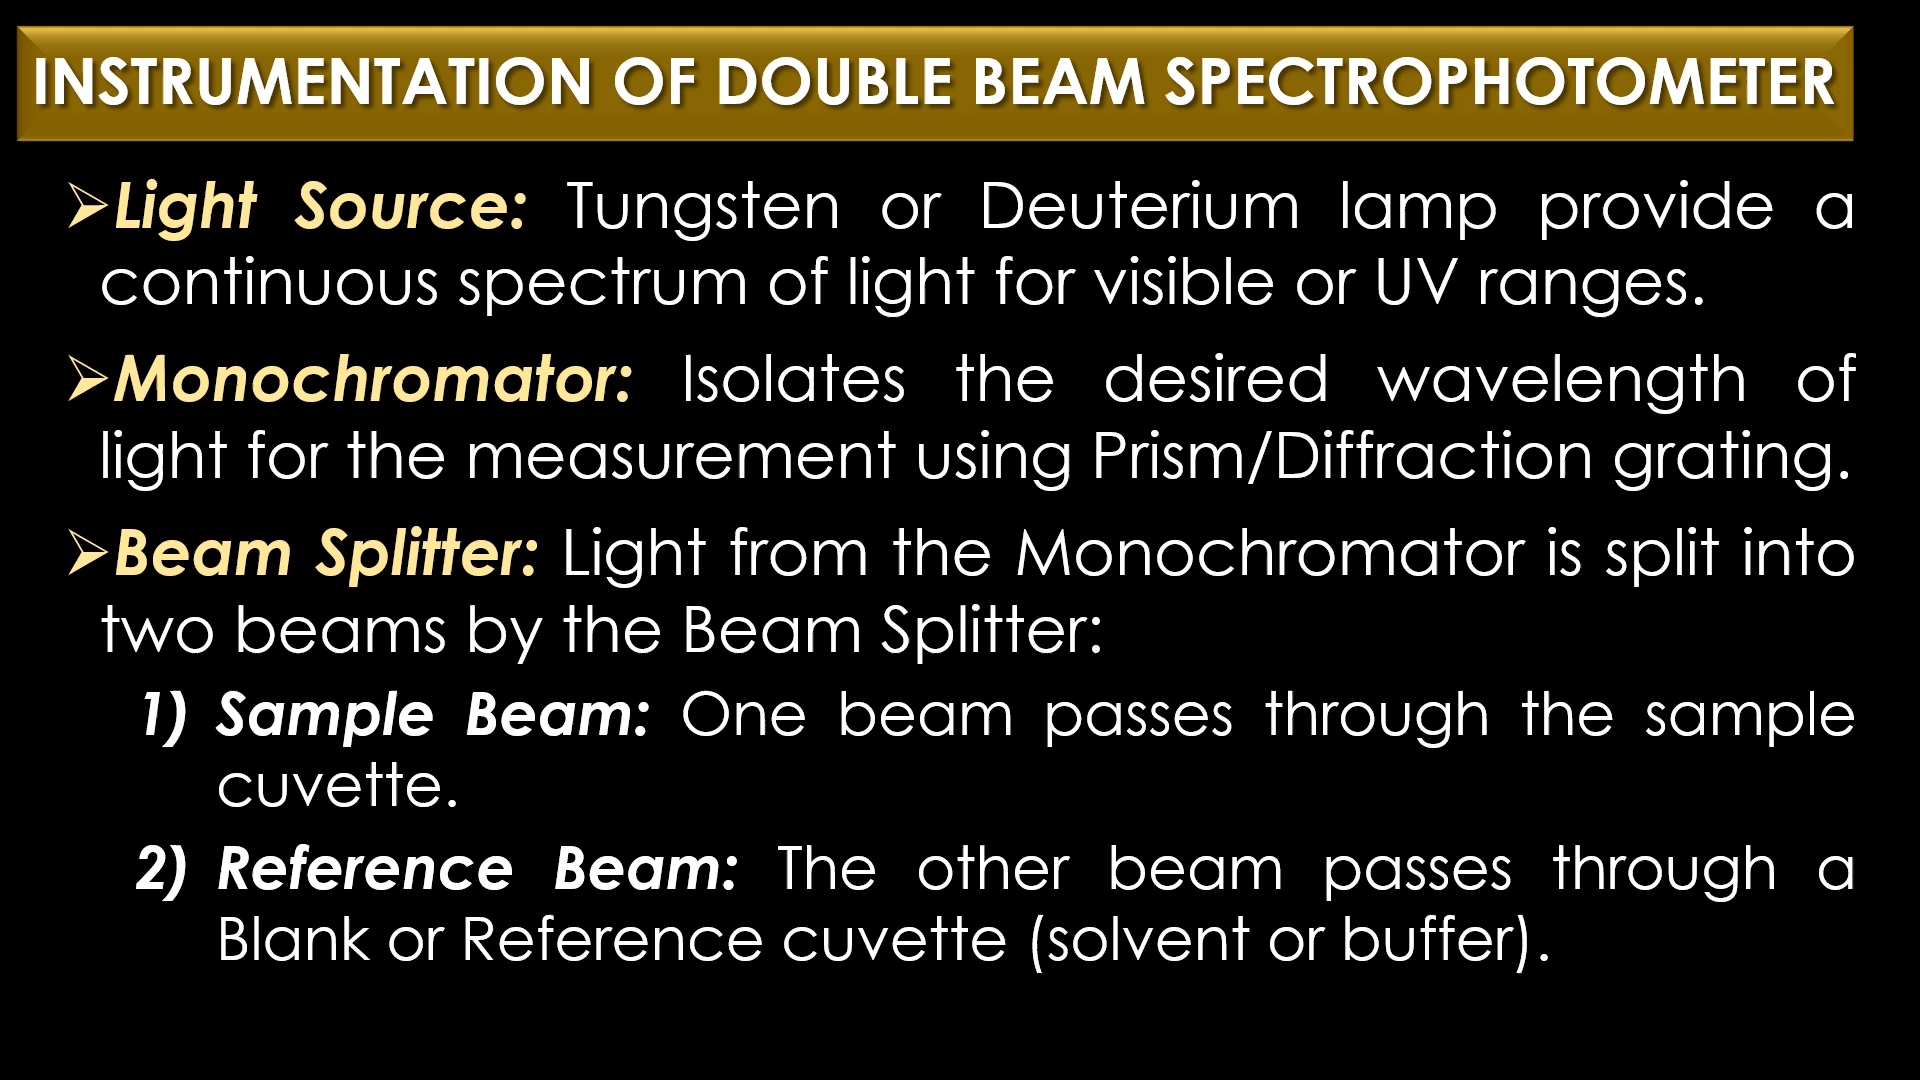 INSTRUMENTATION OF DOUBLE BEAM SPECTROPHOTOMETER
➢Light Source: Tungsten or Deuterium lamp provide a
continuous spectrum of light for visible or UV ranges.
➢Monochromator: Isolates the desired wavelength of
light for the measurement using Prism/Diffraction grating.
➢Beam Splitter: Light from the Monochromator is split into
two beams by the Beam Splitter:
1) Sample Beam: One beam passes through the sample
cuvette.
2) Reference Beam: The other beam passes through a
Blank or Reference cuvette (solvent or buffer).